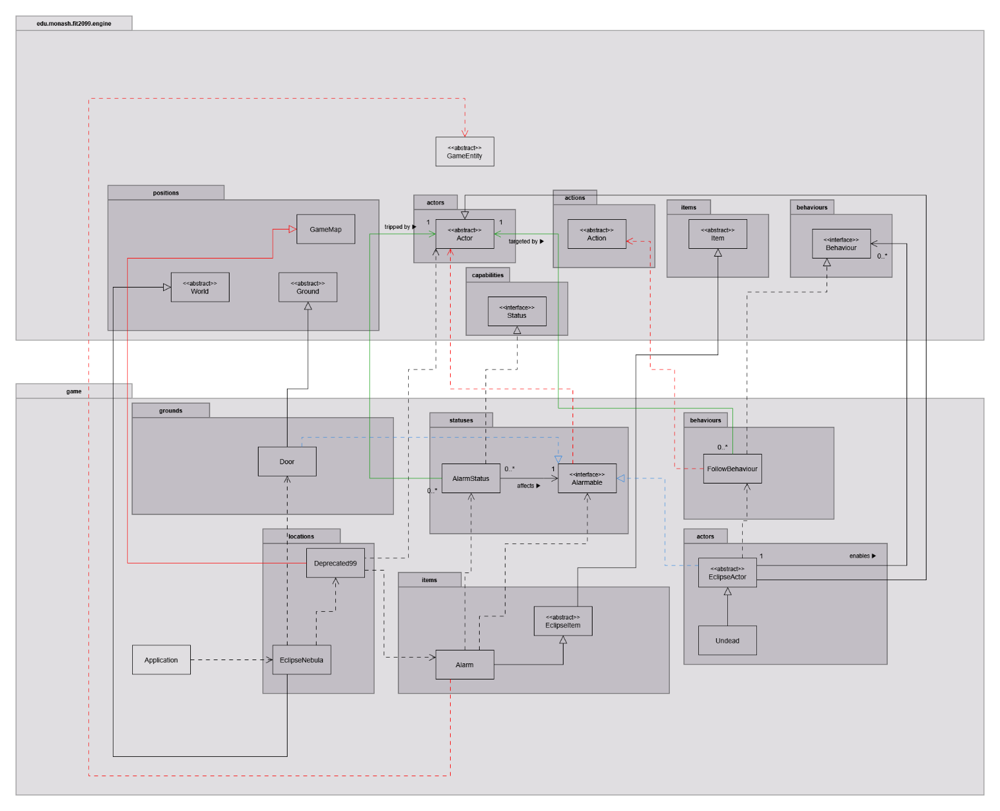 edu.monash.fit2099.engine
<<abstract>>
GameEntity
positions
GameMap
<<abstract>>
World
<<abstract>>
Ground
actors
tripped by ▶
1
<<abstract>>
Actor
1
targeted by ▶
capabilities
<<interface>>
Status
actions
<<abstract>>
Action
items
<<abstract>>
Item
behaviours
<<interface>>
Behaviour
0..*
game
grounds
Door
statuses
AlarmStatus
0..*
0..*
affects ▶
1
<<interface>>
Alarmable
behaviours
0..*
FollowBehaviour
locations
Deprecated99
EclipseNebula
Application
items
<<abstract>>
EclipseItem
Alarm
actors
1
enables ▶
<<abstract>>
EclipseActor
Undead